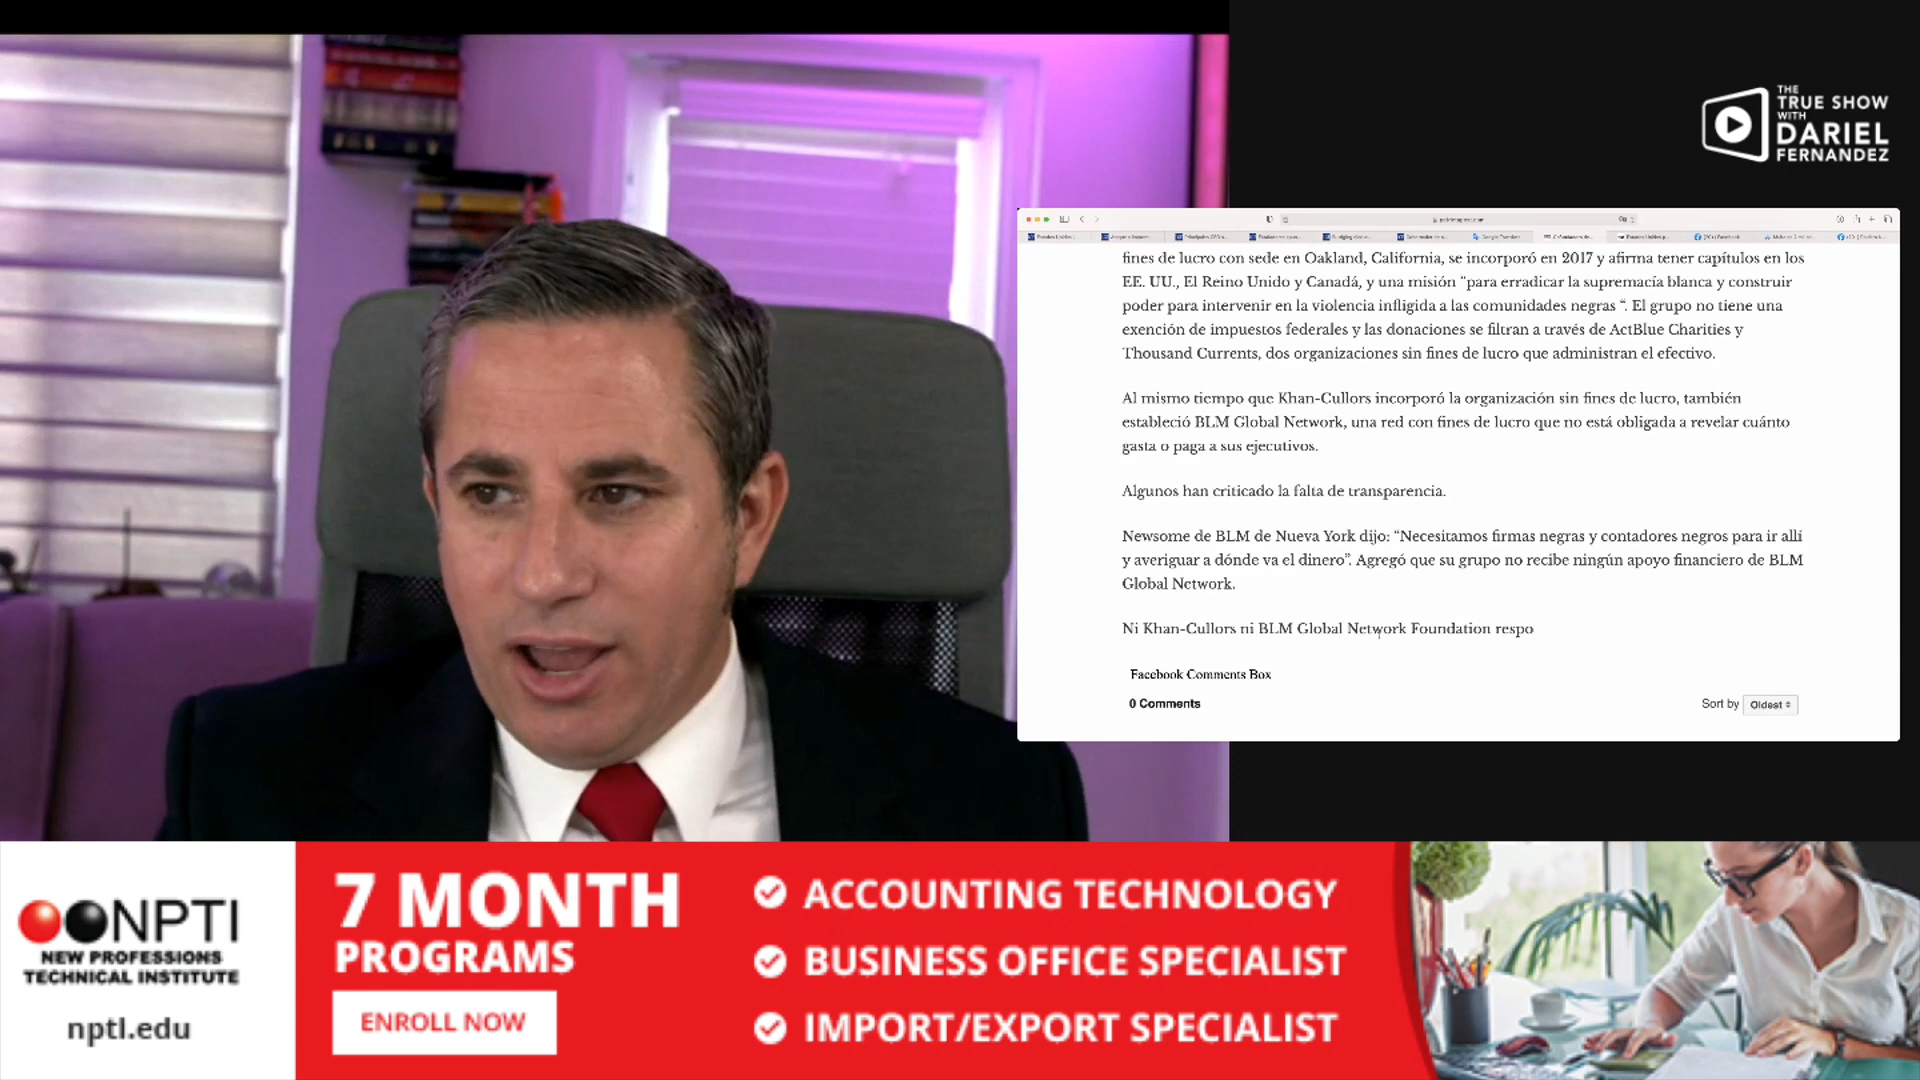 THE
TRUE SHOW
WITH
DARIEL
FERNANDEZ
fines de lucro con sede en Oakland, California, se incorporó en 2017 y afirma tener capítulos en los
EE. UU., El Reino Unido y Canadá, y una misión “para erradicar la supremacía blanca y construir
poder para intervenir en la violencia infligida a las comunidades negras “. El grupo no tiene una
exención de impuestos federales y las donaciones se filtran a través de ActBlue Charities y
Thousand Currents, dos organizaciones sin fines de lucro que administran el efectivo.
Al mismo tiempo que Khan-Cullors incorporó la organización sin fines de lucro, también
estableció BLM Global Network, una red con fines de lucro que no está obligada a revelar cuánto
gasta o paga a sus ejecutivos.
Algunos han criticado la falta de transparencia.
Newsome de BLM de Nueva York dijo: “Necesitamos firmas negras y contadores negros para ir allí
y averiguar a dónde va el dinero”. Agregó que su grupo no recibe ningún apoyo financiero de BLM
Global Network.
Ni Khan-Cullors ni BLM Global Network Foundation respo
Facebook Comments Box
0 Comments
Sort by Oldest
NPTI
NEW PROFESSIONS
TECHNICAL INSTITUTE
nptl.edu
7 MONTH
PROGRAMS
ENROLL NOW
ACCOUNTING TECHNOLOGY
BUSINESS OFFICE SPECIALIST
IMPORT/EXPORT SPECIALIST